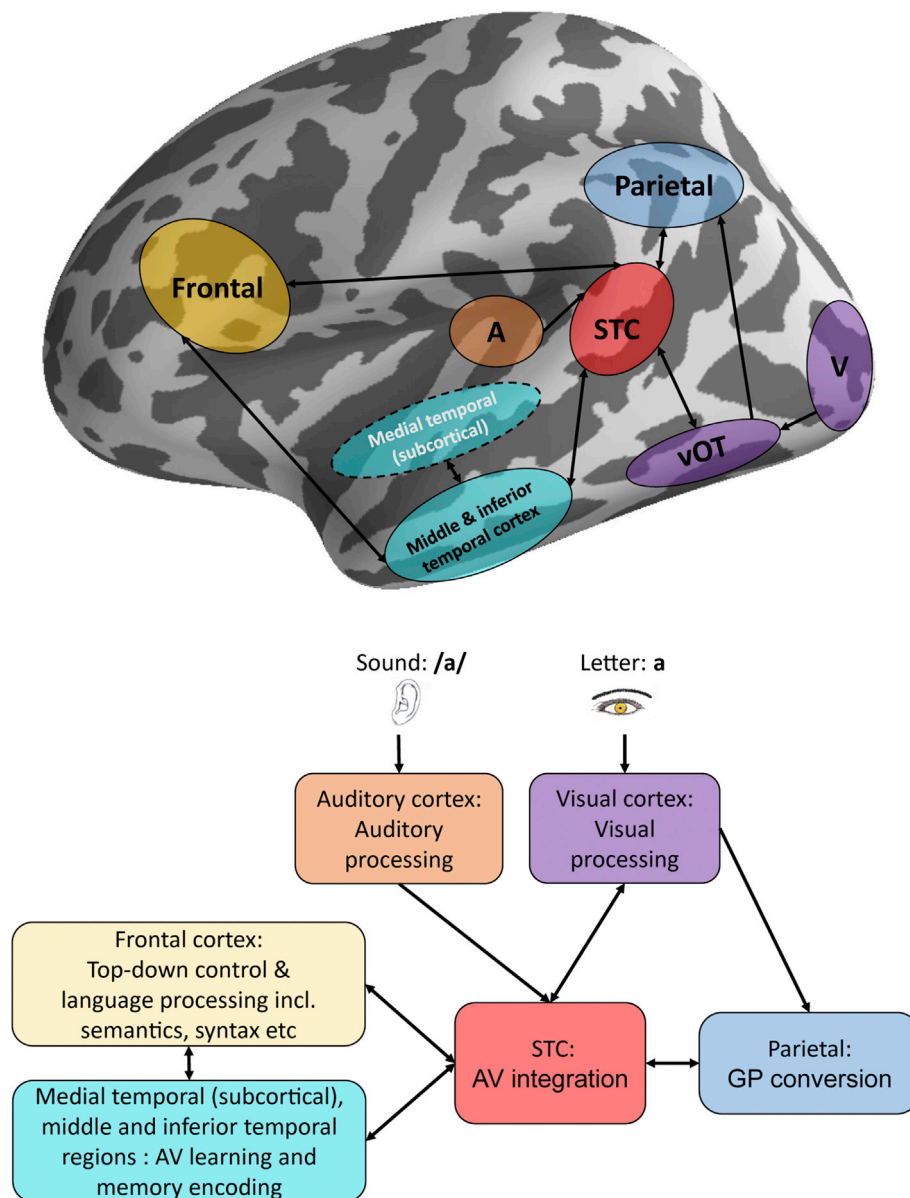 Parietal
Frontal
A
STC
V
Medial temporal
(subcortical)
vOT
Middle & inferior
temporal cortex
Sound: /a/
Letter: a
Auditory cortex:
Auditory
processing
Visual cortex:
Visual
processing
Frontal cortex:
Top-down control &
language processing incl.
semantics, syntax etc
STC:
AV integration
Parietal:
GP conversion
Medial temporal (subcortical),
middle and inferior temporal
regions : AV learning and
memory encoding